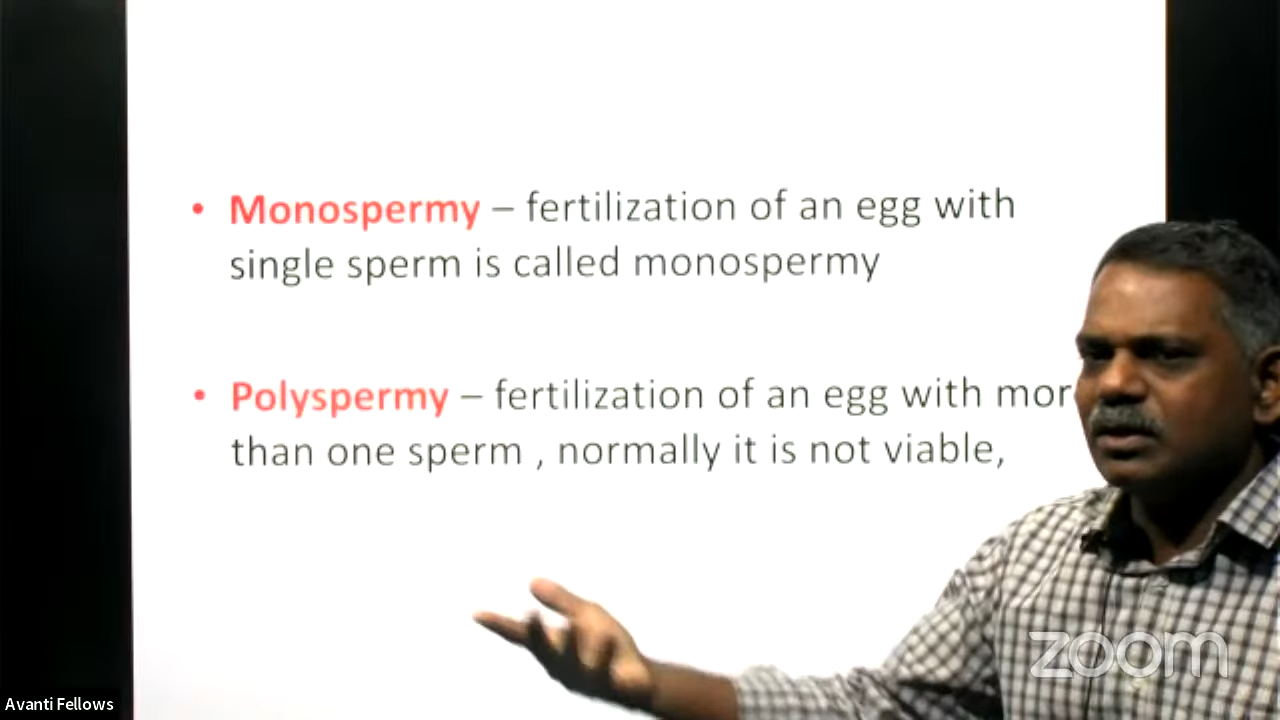 • Monospermy – fertilization of an egg with
single sperm is called monospermy
• Polyspermy – fertilization of an egg with mor
than one sperm , normally it is not viable,
zoom
Avanti Fellows